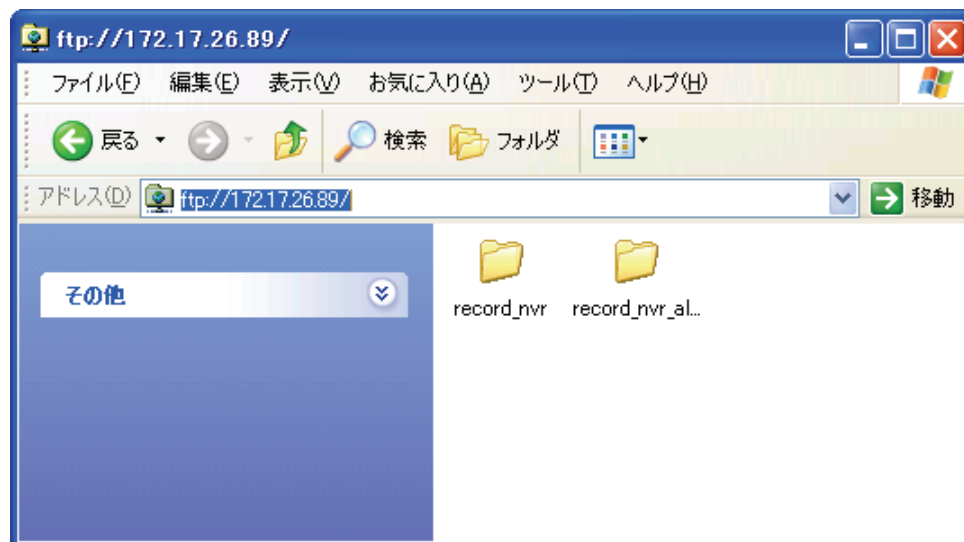 ftp://172.17.26.89/
ファイル(F) 編集(E) 表示(V) お気に入り(A) ツール(T) ヘルプ(H)
戻る 検索 フォルダ
アドレス(D) ftp://172.17.26.89/ 移動
その他
record_nvr record_nvr_al...